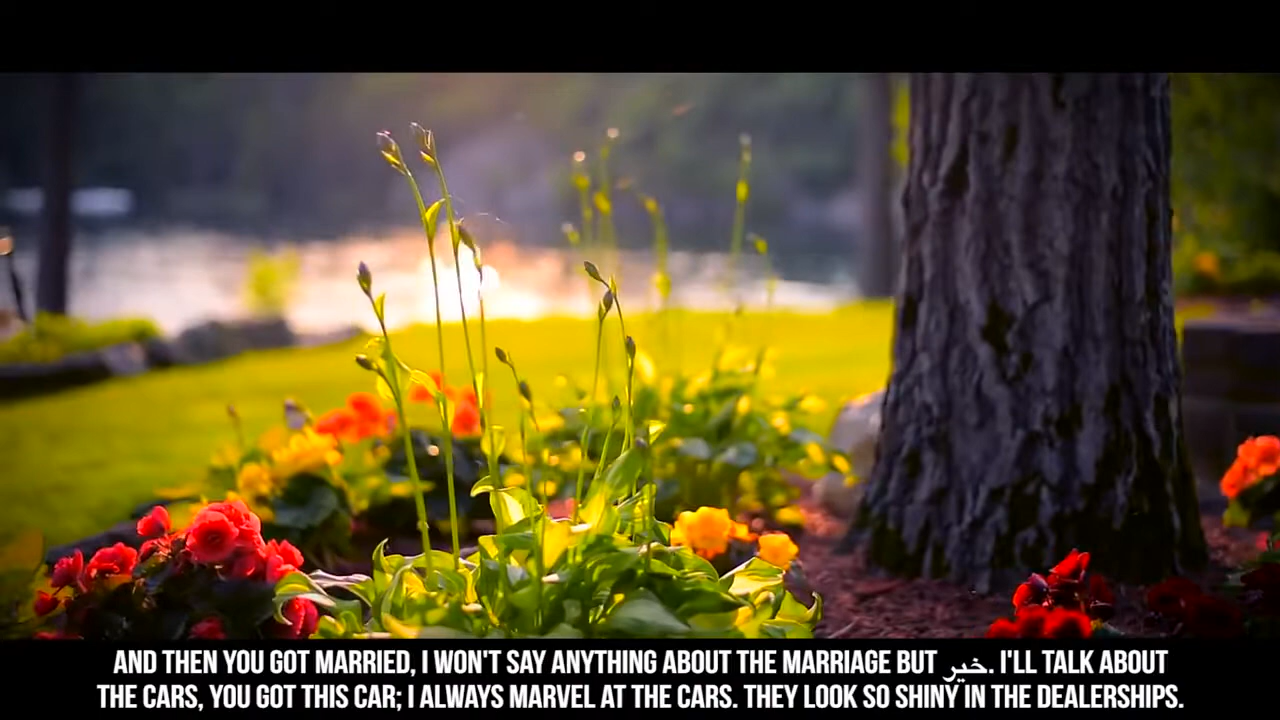 AND THEN YOU GOT MARRIED, I WON'T SAY ANYTHING ABOUT THE MARRIAGE BUT خير. I'LL TALK ABOUT
THE CARS, YOU GOT THIS CAR; I ALWAYS MARVEL AT THE CARS. THEY LOOK SO SHINY IN THE DEALERSHIPS.